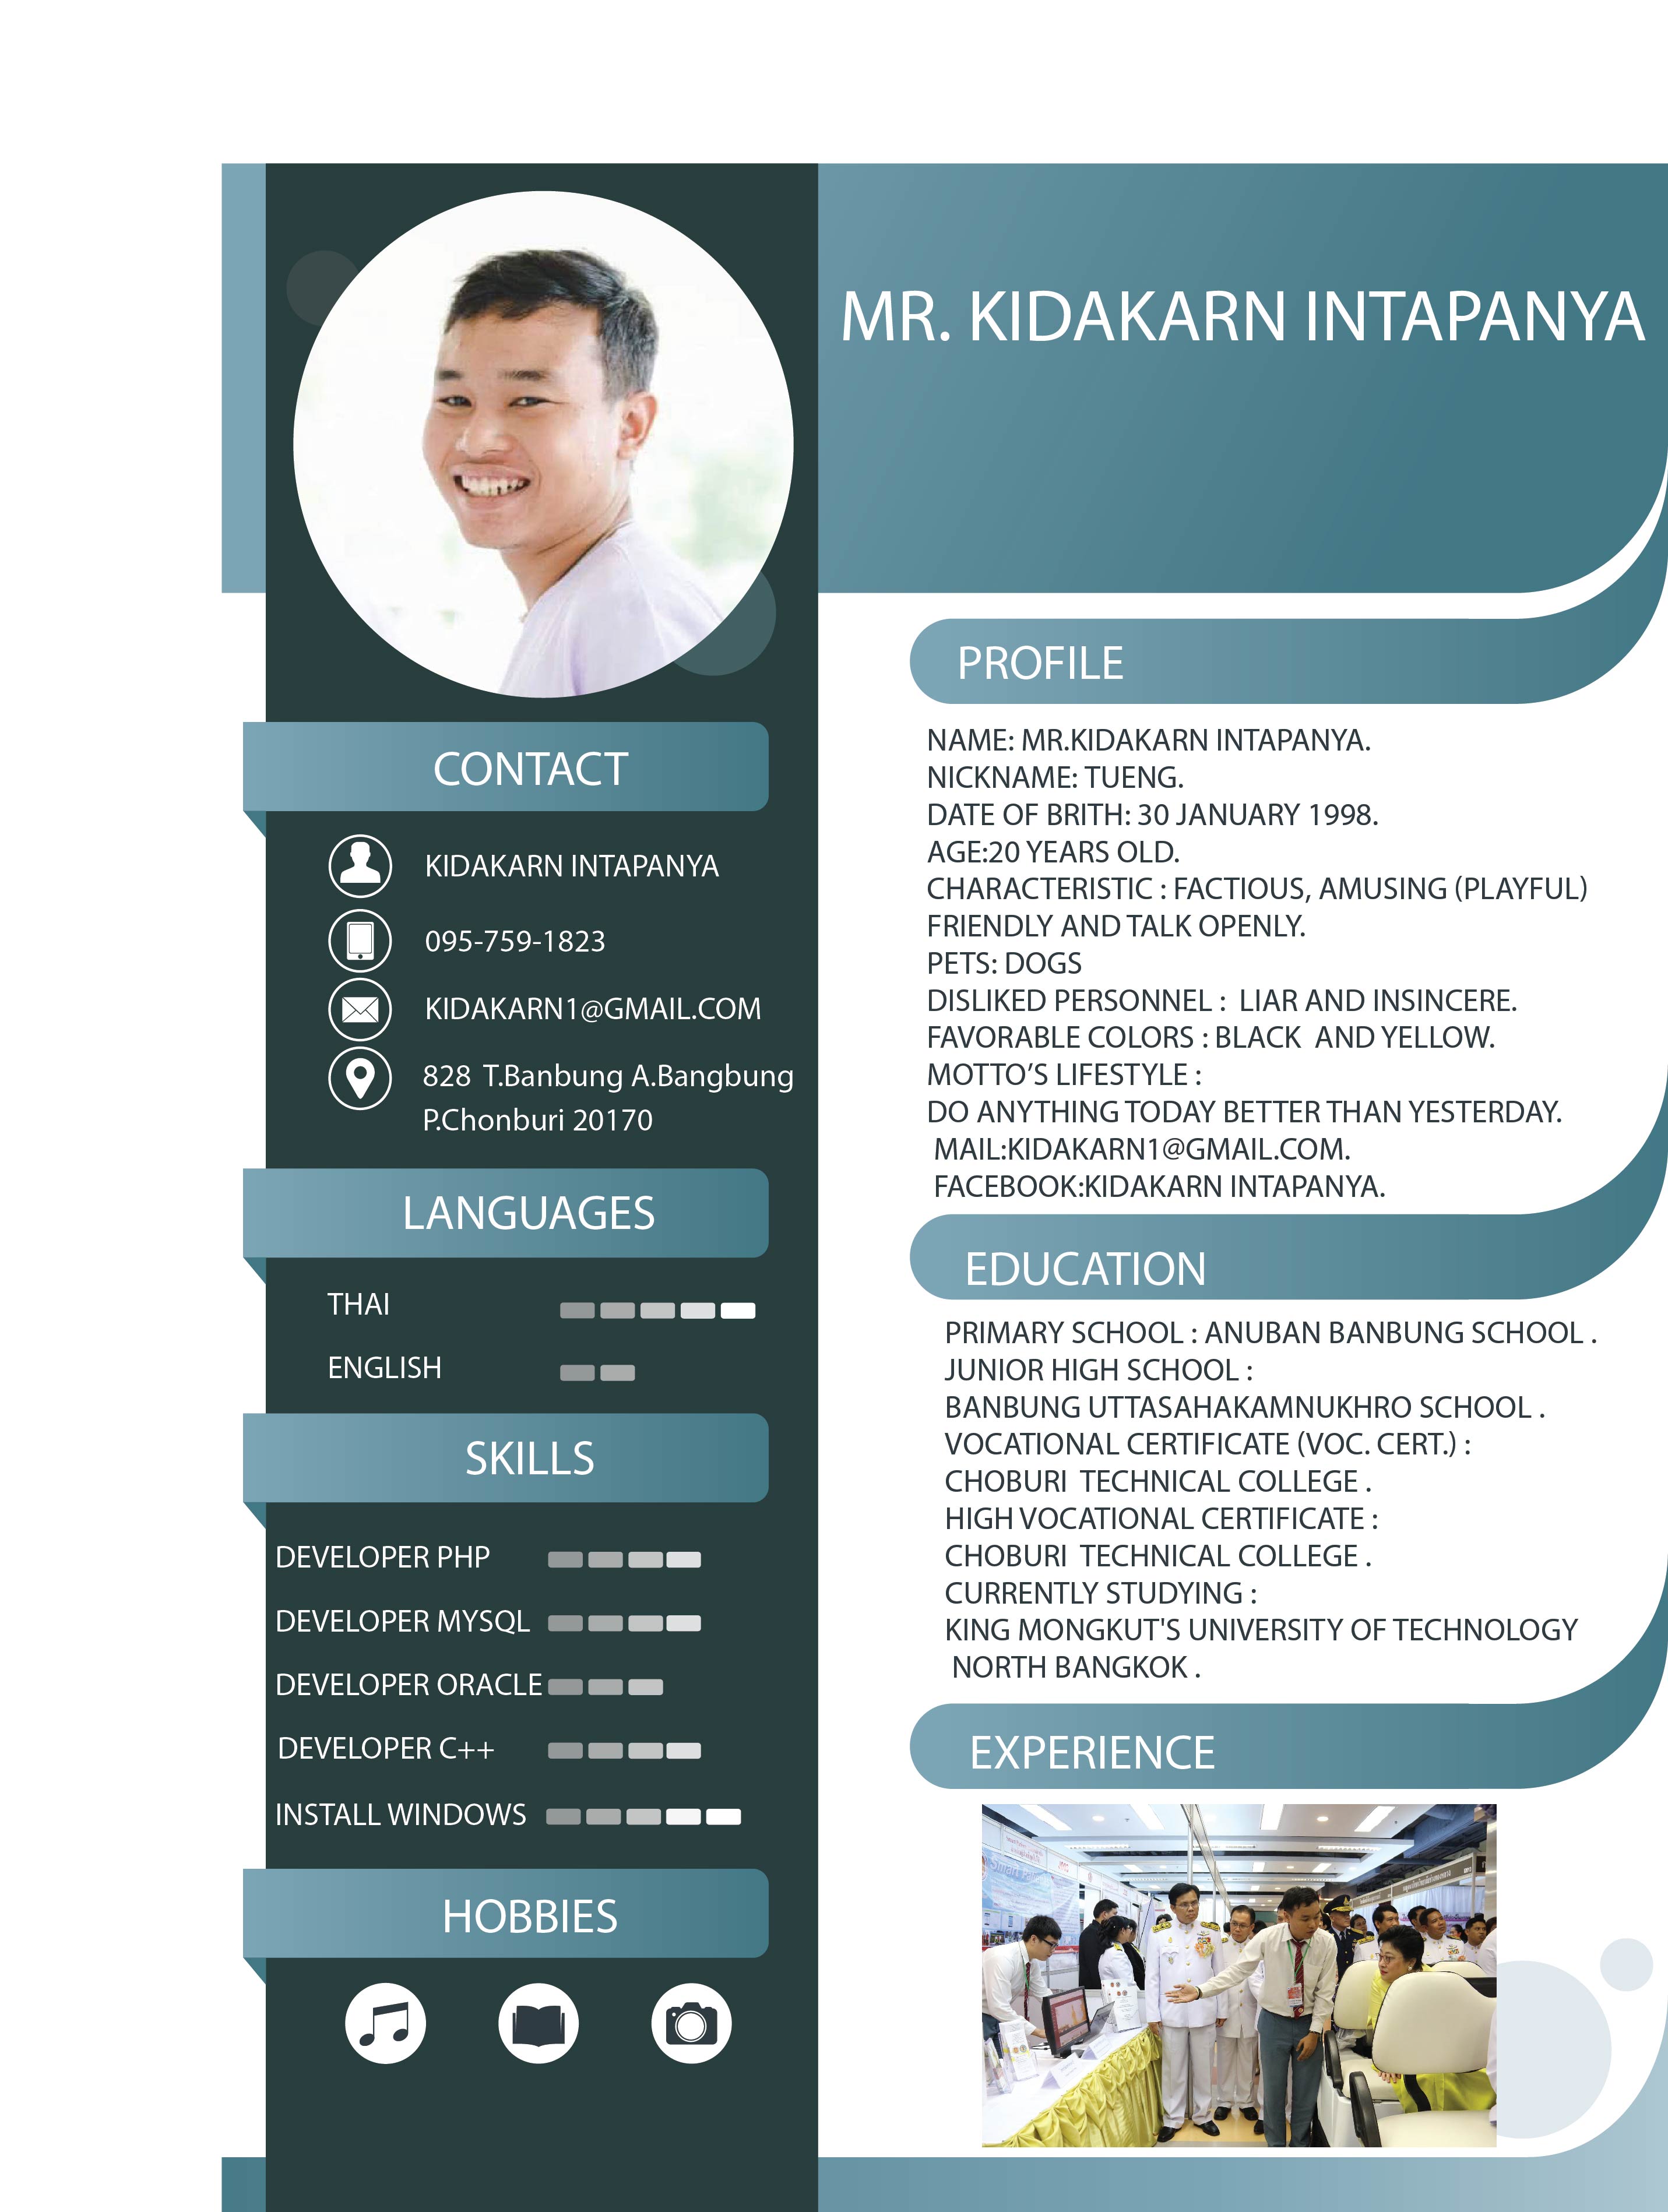 MR. KIDAKARN INTAPANYA
CONTACT
KIDAKARN INTAPANYA
095-759-1823
KIDAKARN1@GMAIL.COM
828 T.Banbung A.Bangbung
P.Chonburi 20170
LANGUAGES
THAI
ENGLISH
SKILLS
DEVELOPER PHP
DEVELOPER MYSQL
DEVELOPER ORACLE
DEVELOPER C++
INSTALL WINDOWS
HOBBIES
PROFILE
NAME: MR.KIDAKARN INTAPANYA.
NICKNAME: TUENG.
DATE OF BRITH: 30 JANUARY 1998.
AGE:20 YEARS OLD.
CHARACTERISTIC : FACTIOUS, AMUSING (PLAYFUL)
FRIENDLY AND TALK OPENLY.
PETS: DOGS
DISLIKED PERSONNEL : LIAR AND INSINCERE.
FAVORABLE COLORS : BLACK AND YELLOW.
MOTTO’S LIFESTYLE :
DO ANYTHING TODAY BETTER THAN YESTERDAY.
MAIL:KIDAKARN1@GMAIL.COM.
FACEBOOK:KIDAKARN INTAPANYA.
EDUCATION
PRIMARY SCHOOL : ANUBAN BANBUNG SCHOOL .
JUNIOR HIGH SCHOOL :
BANBUNG UTTASAHAKAMNUKHRO SCHOOL .
VOCATIONAL CERTIFICATE (VOC. CERT.) :
CHOBURI TECHNICAL COLLEGE .
HIGH VOCATIONAL CERTIFICATE :
CHOBURI TECHNICAL COLLEGE .
CURRENTLY STUDYING :
KING MONGKUT'S UNIVERSITY OF TECHNOLOGY
NORTH BANGKOK .
EXPERIENCE